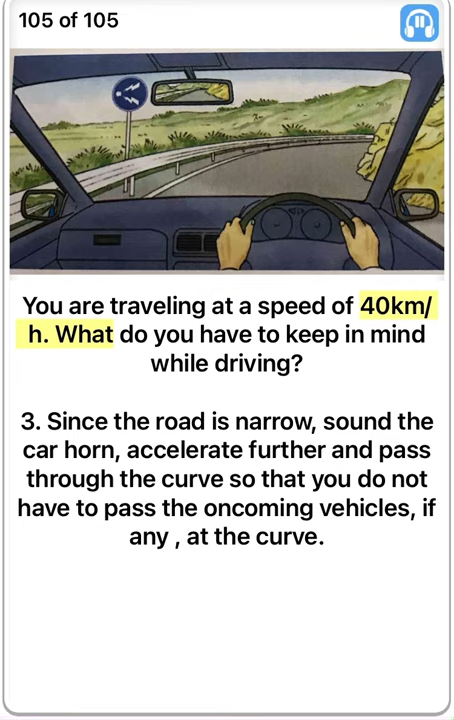 105 of 105
You are traveling at a speed of 40km/
h. What do you have to keep in mind
while driving?
3. Since the road is narrow, sound the
car horn, accelerate further and pass
through the curve so that you do not
have to pass the oncoming vehicles, if
any , at the curve.